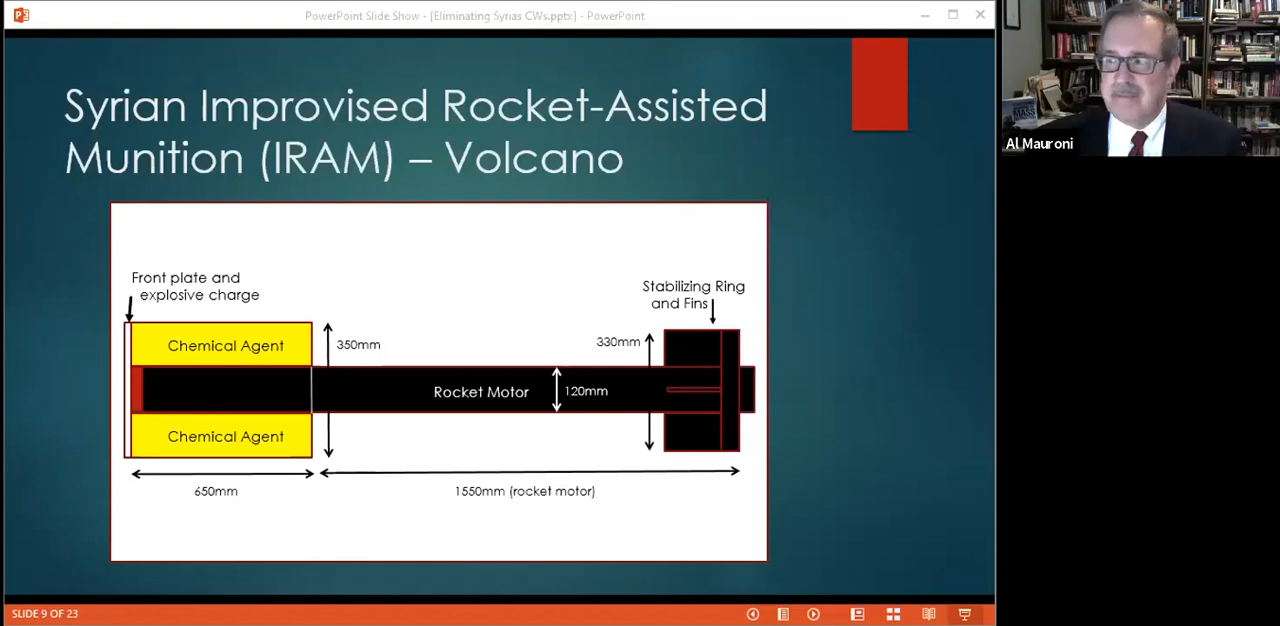 PowerPoint Slide Show - [Eliminating Syrias CWs.pptx] - PowerPoint
Syrian Improvised Rocket-Assisted
Munition (IRAM) – Volcano
Front plate and
explosive charge
Stabilizing Ring
and Fins
Chemical Agent
350mm
330mm
Rocket Motor
120mm
Chemical Agent
650mm
1550mm (rocket motor)
SLIDE 9 OF 23
MASS
Al Mauroni